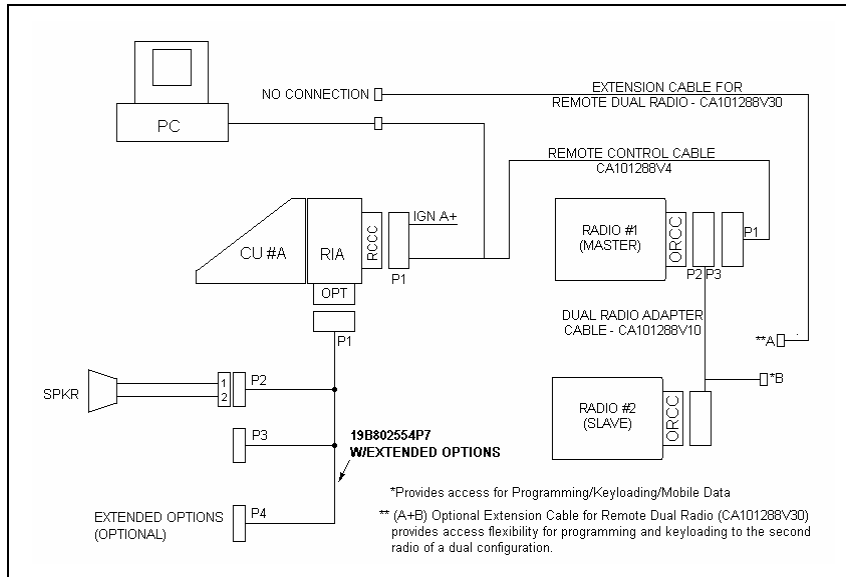 NO CONNECTION
EXTENSION CABLE FOR
REMOTE DUAL RADIO - CA101288V30
PC
REMOTE CONTROL CABLE
CA101288V4
CU #A
RIA
RCCC
IGN A+
P1
OPT
P1
RADIO #1
(MASTER)
ORCC
P2
P3
P1
DUAL RADIO ADAPTER
CABLE - CA101288V10
**A
*B
RADIO #2
(SLAVE)
ORCC
SPKR
1
2
P2
P3
19B802554P7
W/EXTENDED OPTIONS
EXTENDED OPTIONS
(OPTIONAL)
P4
*Provides access for Programming/Keyloading/Mobile Data
** (A+B) Optional Extension Cable for Remote Dual Radio (CA101288V30)
provides access flexibility for programming and keyloading to the second
radio of a dual configuration.